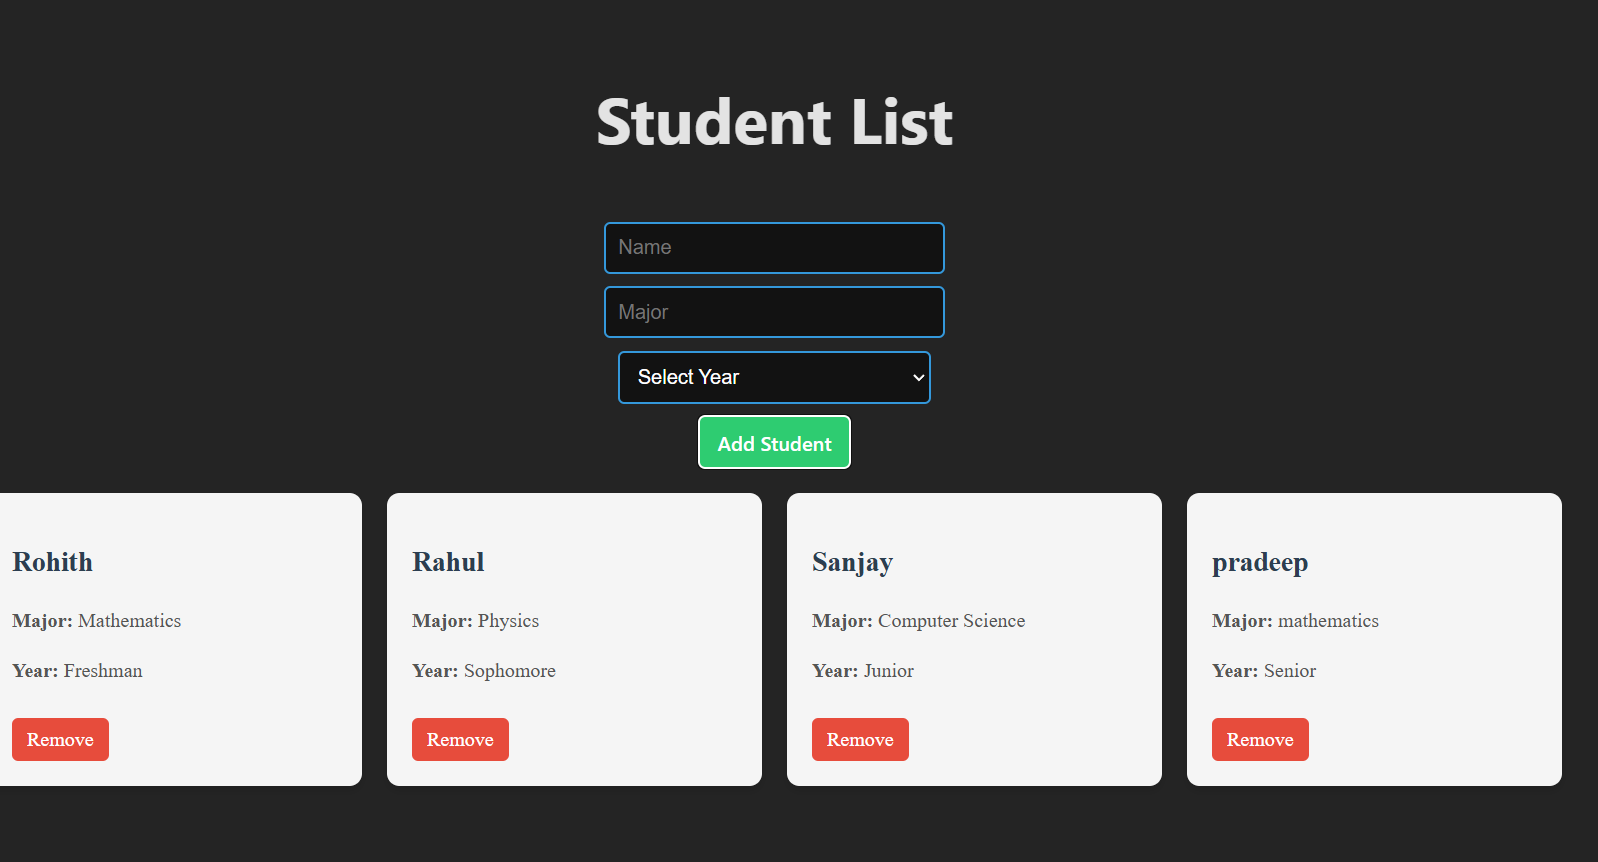 Student List
Name
Major
Select Year
Add Student
Rohith
Major: Mathematics
Year: Freshman
Remove
Rahul
Major: Physics
Year: Sophomore
Remove
Sanjay
Major: Computer Science
Year: Junior
Remove
pradeep
Major: mathematics
Year: Senior
Remove